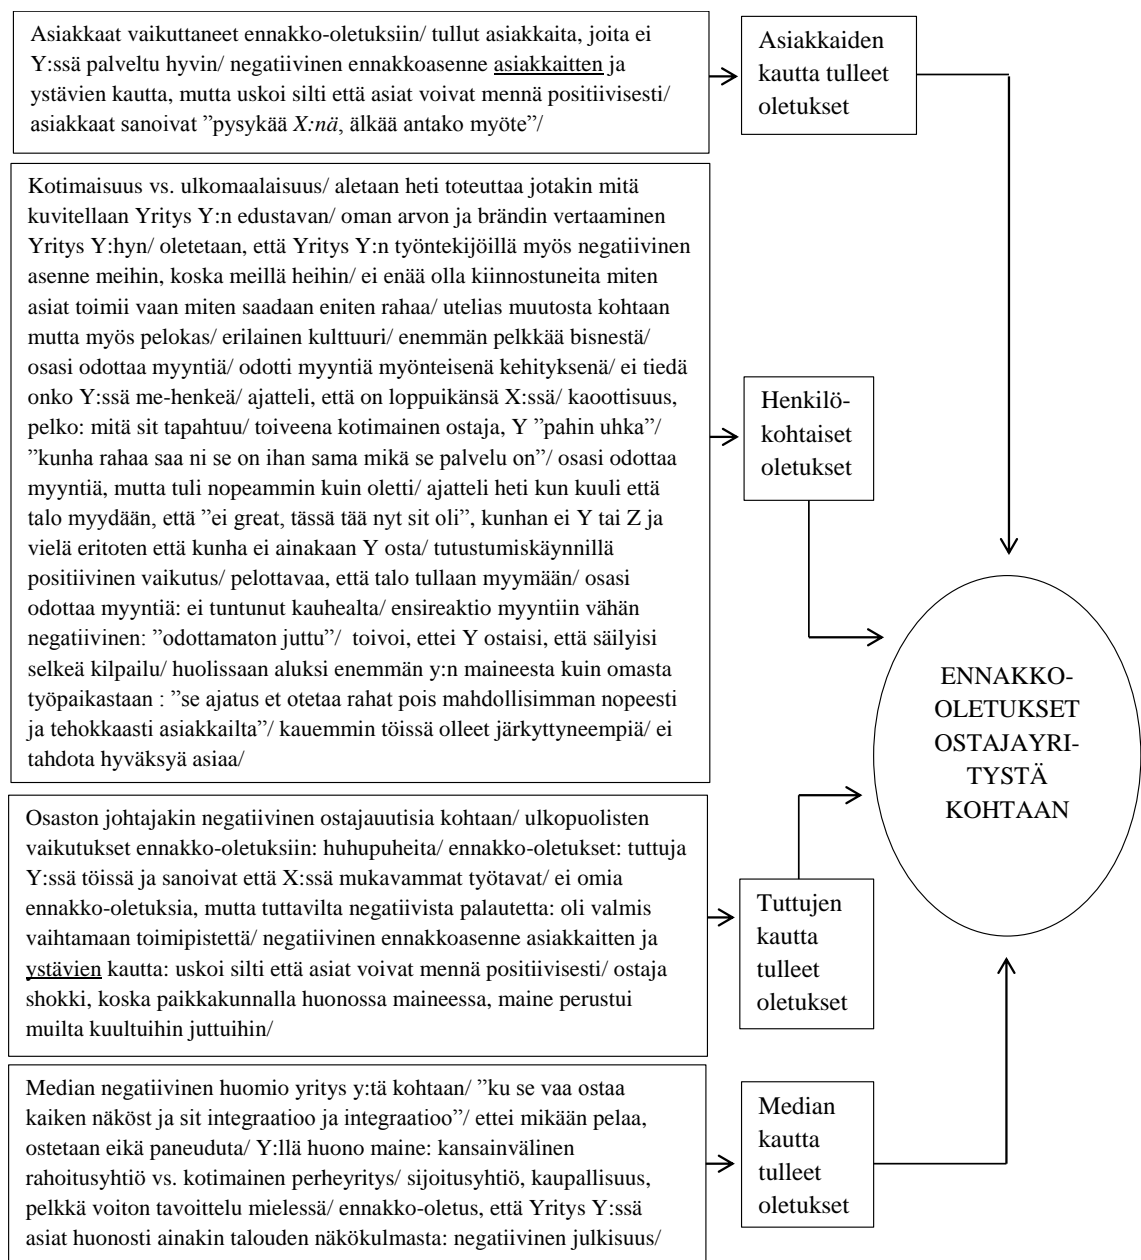 Asiakkaat vaikuttaneet ennakko-oletuksiin/ tullut asiakkaita, joita ei
Y:ssä palveltu hyvin/ negatiivinen ennakkoasenne asiakkaitten ja
ystävien kautta, mutta uskoi silti että asiat voivat mennä positiivisesti/
asiakkaat sanoivat ”pysykää X:nä, älkää antako myöte”/
Asiakkaiden
kautta tulleet
oletukset
Kotimaisuus vs. ulkomaalaisuus/ aletaan heti toteuttaa jotakin mitä
kuvitellaan Yritys Y:n edustavan/ oman arvon ja brändin vertaaminen
Yritys Y:hyn/ oletetaan, että Yritys Y:n työntekijöillä myös negatiivinen
asenne meihin, koska meillä heihin/ ei enää olla kiinnostuneita miten
asiat toimii vaan miten saadaan eniten rahaa/ utelias muutosta kohtaan
mutta myös pelokas/ erilainen kulttuuri/ enemmän pelkkää bisnestä/
osasi odottaa myyntiä/ odotti myyntiä myönteisenä kehityksenä/ ei tiedä
onko Y:ssä me-henkeä/ ajatteli, että on loppuikänsä X:ssä/ kaoottisuus,
pelko: mitä sit tapahtuu/ toiveena kotimainen ostaja, Y ”pahin uhka”/
”kunha rahaa saa ni se on ihan sama mikä se palvelu on”/ osasi odottaa
myyntiä, mutta tuli nopeammin kuin oletti/ ajatteli heti kun kuuli että
talo myydään, että ”ei great, tässä tää nyt sit oli”, kunhan ei Y tai Z ja
vielä eritoten että kunha ei ainakaan Y osta/ tutustumiskäynnillä
positiivinen vaikutus/ pelottavaa, että talo tullaan myymään/ osasi
odottaa myyntiä: ei tuntunut kauhealta/ ensireaktio myyntiin vähän
negatiivinen: ”odottamaton juttu”/ toivoi, ettei Y ostaisi, että säilyisi
selkeä kilpailu/ huolissaan aluksi enemmän y:n maineesta kuin omasta
työpaikastaan : ”se ajatus et otetaa rahat pois mahdollisimman nopeesti
ja tehokkaasti asiakkailta”/ kauemmin töissä olleet järkyttyneempiä/ ei
tahdota hyväksyä asiaa/
Henkilö-
kohtaiset
oletukset
ENNAKKO-
OLETUKSET
OSTAJAYRI-
TYSTÄ
KOHTAAN
Osaston johtajakin negatiivinen ostajauutisia kohtaan/ ulkopuolisten
vaikutukset ennakko-oletuksiin: huhupuheita/ ennakko-oletukset: tuttuja
Y:ssä töissä ja sanoivat että X:ssä mukavammat työtavat/ ei omia
ennakko-oletuksia, mutta tuttavilta negatiivista palautetta: oli valmis
vaihtamaan toimipistettä/ negatiivinen ennakkoasenne asiakkaitten ja
ystävien kautta: uskoi silti että asiat voivat mennä positiivisesti/ ostaja
shokki, koska paikkakunnalla huonossa maineessa, maine perustui
muilta kuultuihin juttuihin/
Tuttujen
kautta
tulleet
oletukset
Median negatiivinen huomio yritys y:tä kohtaan/ ”ku se vaa ostaa
kaiken näköst ja sit integraatioo ja integraatioo”/ ettei mikään pelaa,
ostetaan eikä paneuduta/ Y:llä huono maine: kansainvälinen
rahoitusyhtiö vs. kotimainen perheyritys/ sijoitusyhtiö, kaupallisuus,
pelkkä voiton tavoittelu mielessä/ ennakko-oletus, että Yritys Y:ssä
asiat huonosti ainakin talouden näkökulmasta: negatiivinen julkisuus/
Median
kautta
tulleet
oletukset